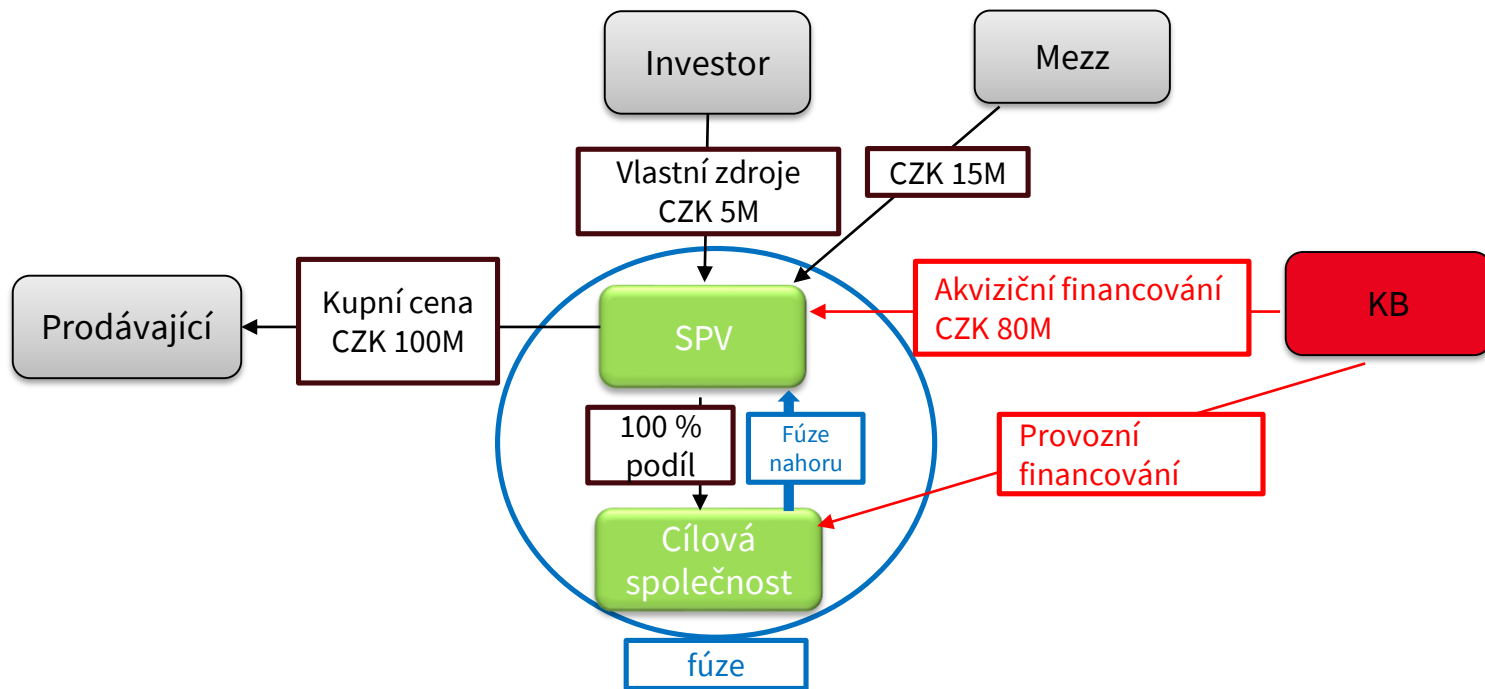 Investor
Mezz
Vlastní zdroje
CZK 5M
CZK 15M
Prodávající
Kupní cena
CZK 100M
SPV
Akviziční financování
CZK 80M
KB
100 %
podíl
Fúze
nahoru
Provozní
financování
Cílová
společnost
fúze